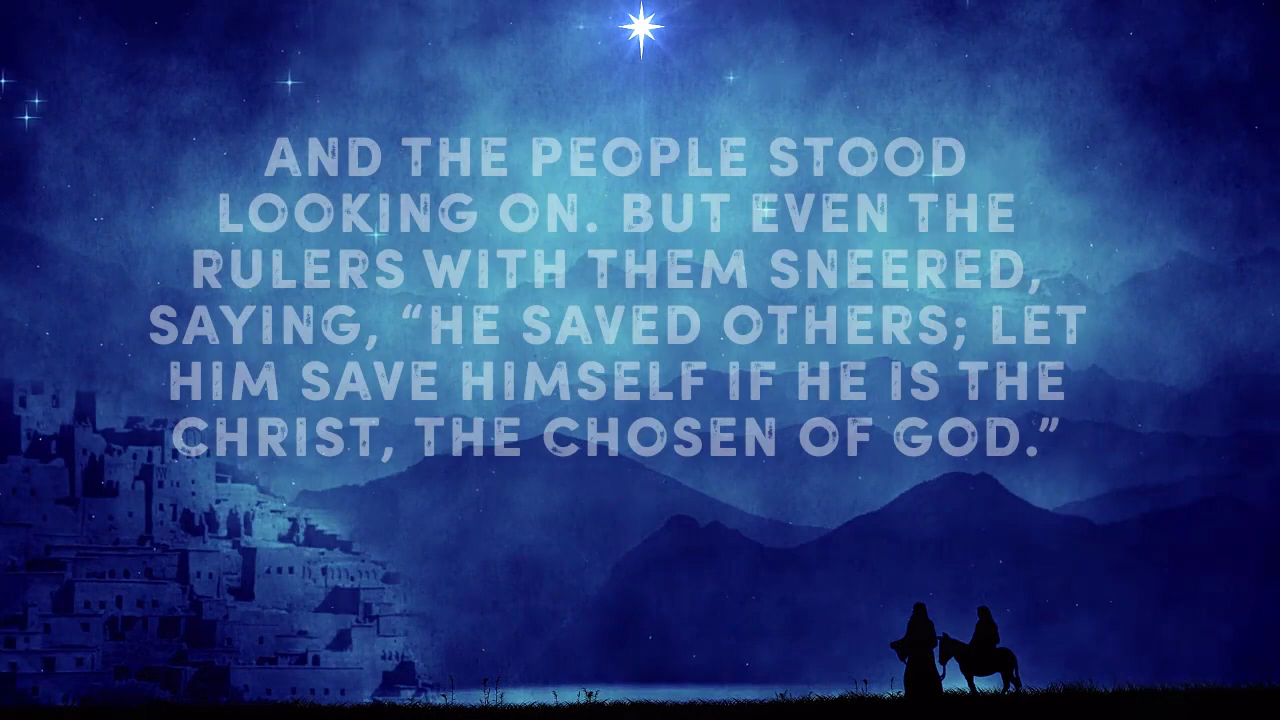 AND THE PEOPLE STOOD
LOOKING ON. BUT EVEN THE
RULERS WITH THEM SNEERED,
SAYING, “HE SAVED OTHERS; LET
HIM SAVE HIMSELF IF HE IS THE
CHRIST, THE CHOSEN OF GOD.”